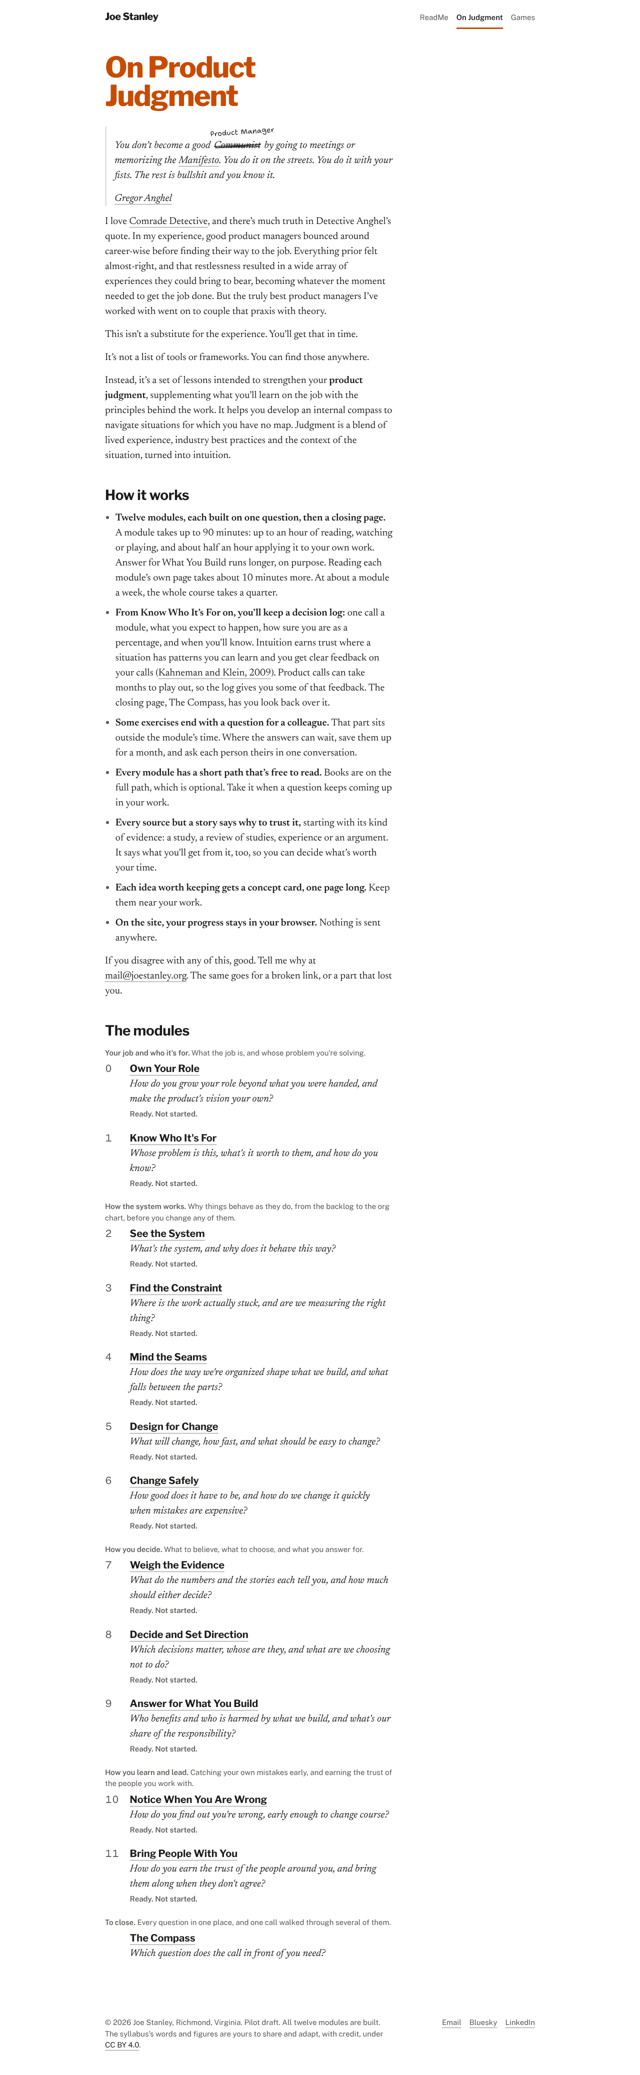 Joe Stanley
ReadMe On Judgment Games
On Product
Judgment
Product Manager
You don't become a good Communist by going to meetings or
memorizing the Manifesto. You do it on the streets. You do it with your
fists. The rest is bullshit and you know it.
Gregor Anghel
I love Comrade Detective, and there's much truth in Detective Anghel's
quote. In my experience, good product managers bounced around
career-wise before finding their way to the job. Everything prior felt
almost-right, and that restlessness resulted in a wide array of
experiences they could bring to bear, becoming whatever the moment
needed to get the job done. But the truly best product managers I've
worked with went on to couple that praxis with theory.
This isn't a substitute for the experience. You'll get that in time.
It's not a list of tools or frameworks. You can find those anywhere.
Instead, it's a set of lessons intended to strengthen your product
judgment, supplementing what you'll learn on the job with the
principles behind the work. It helps you develop an internal compass to
navigate situations for which you have no map. Judgment is a blend of
lived experience, industry best practices and the context of the
situation, turned into intuition.
How it works
• Twelve modules, each built on one question, then a closing page.
A module takes up to 90 minutes: up to an hour of reading, watching
or playing, and about half an hour applying it to your own work.
Answer for What You Build runs longer, on purpose. Reading each
module's own page takes about 10 minutes more. At about a module
a week, the whole course takes a quarter.
• From Know Who It's For on, you'll keep a decision log: one call a
module, what you expect to happen, how sure you are as a
percentage, and when you'll know. Intuition earns trust where a
situation has patterns you can learn and you get clear feedback on
your calls (Kahneman and Klein, 2009). Product calls can take
months to play out, so the log gives you some of that feedback. The
closing page, The Compass, has you look back over it.
• Some exercises end with a question for a colleague. That part sits
outside the module's time. Where the answers can wait, save them up
for a month, and ask each person theirs in one conversation.
• Every module has a short path that's free to read. Books are on the
full path, which is optional. Take it when a question keeps coming up
in your work.
• Every source but a story says why to trust it, starting with its kind
of evidence: a study, a review of studies, experience or an argument.
It says what you'll get from it, too, so you can decide what's worth
your time.
• Each idea worth keeping gets a concept card, one page long. Keep
them near your work.
• On the site, your progress stays in your browser. Nothing is sent
anywhere.
If you disagree with any of this, good. Tell me why at
mail@joestanley.org. The same goes for a broken link, or a part that lost
you.
The modules
Your job and who it's for. What the job is, and whose problem you're solving.
0 Own Your Role
How do you grow your role beyond what you were handed, and
make the product's vision your own?
Ready. Not started.
1 Know Who It's For
Whose problem is this, what's it worth to them, and how do you
know?
Ready. Not started.
How the system works. Why things behave as they do, from the backlog to the org
chart, before you change any of them.
2 See the System
What's the system, and why does it behave this way?
Ready. Not started.
3 Find the Constraint
Where is the work actually stuck, and are we measuring the right
thing?
Ready. Not started.
4 Mind the Seams
How does the way we're organized shape what we build, and what
falls between the parts?
Ready. Not started.
5 Design for Change
What will change, how fast, and what should be easy to change?
Ready. Not started.
6 Change Safely
How good does it have to be, and how do we change it quickly
when mistakes are expensive?
Ready. Not started.
How you decide. What to believe, what to choose, and what you answer for.
7 Weigh the Evidence
What do the numbers and the stories each tell you, and how much
should either decide?
Ready. Not started.
8 Decide and Set Direction
Which decisions matter, whose are they, and what are we choosing
not to do?
Ready. Not started.
9 Answer for What You Build
Who benefits and who is harmed by what we build, and what's our
share of the responsibility?
Ready. Not started.
How you learn and lead. Catching your own mistakes early, and earning the trust of
the people you work with.
10 Notice When You Are Wrong
How do you find out you're wrong, early enough to change course?
Ready. Not started.
11 Bring People With You
How do you earn the trust of the people around you, and bring
them along when they don't agree?
Ready. Not started.
To close. Every question in one place, and one call walked through several of them.
The Compass
Which question does the call in front of you need?
© 2026 Joe Stanley, Richmond, Virginia. Pilot draft. All twelve modules are built.
The syllabus's words and figures are yours to share and adapt, with credit, under
CC BY 4.0.
Email Bluesky LinkedIn